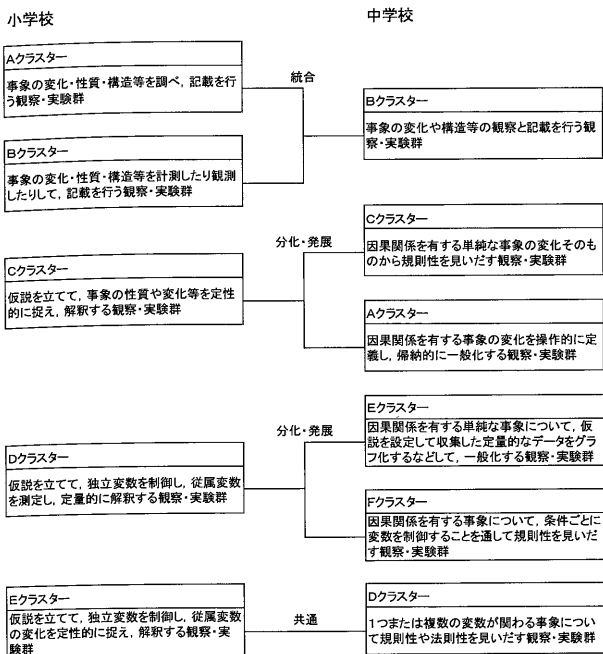 小学校
Aクラスター
事象の変化・性質・構造等を調べ，記載を行
う観察・実験群
Bクラスター
事象の変化・性質・構造等を計測したり観測
したりして，記載を行う観察・実験群
Cクラスター
仮説を立てて，事象の性質や変化等を定性
的に捉え，解釈する観察・実験群
Dクラスター
仮説を立てて，独立変数を制御し，従属変数
を測定し，定量的に解釈する観察・実験群
Eクラスター
仮説を立てて，独立変数を制御し，従属変数
の変化を定性的に捉え，解釈する観察・実
験群
統合
分化・発展
分化・発展
共通
中学校
Bクラスター
事象の変化や構造等の観察と記載を行う観
察・実験群
Cクラスター
因果関係を有する単純な事象の変化そのも
のから規則性を見いだす観察・実験群
Aクラスター
因果関係を有する事象の変化を操作的に定
義し，帰納的に一般化する観察・実験群
Eクラスター
因果関係を有する単純な事象について，仮
説を設定して収集した定量的なデータをグラ
フ化するなどして，一般化する観察・実験群
Fクラスター
因果関係を有する事象について，条件ごとに
変数を制御することを通して規則性を見いだ
す観察・実験群
Dクラスター
1つまたは複数の変数が関わる事象につい
て規則性や法則性を見いだす観察・実験群